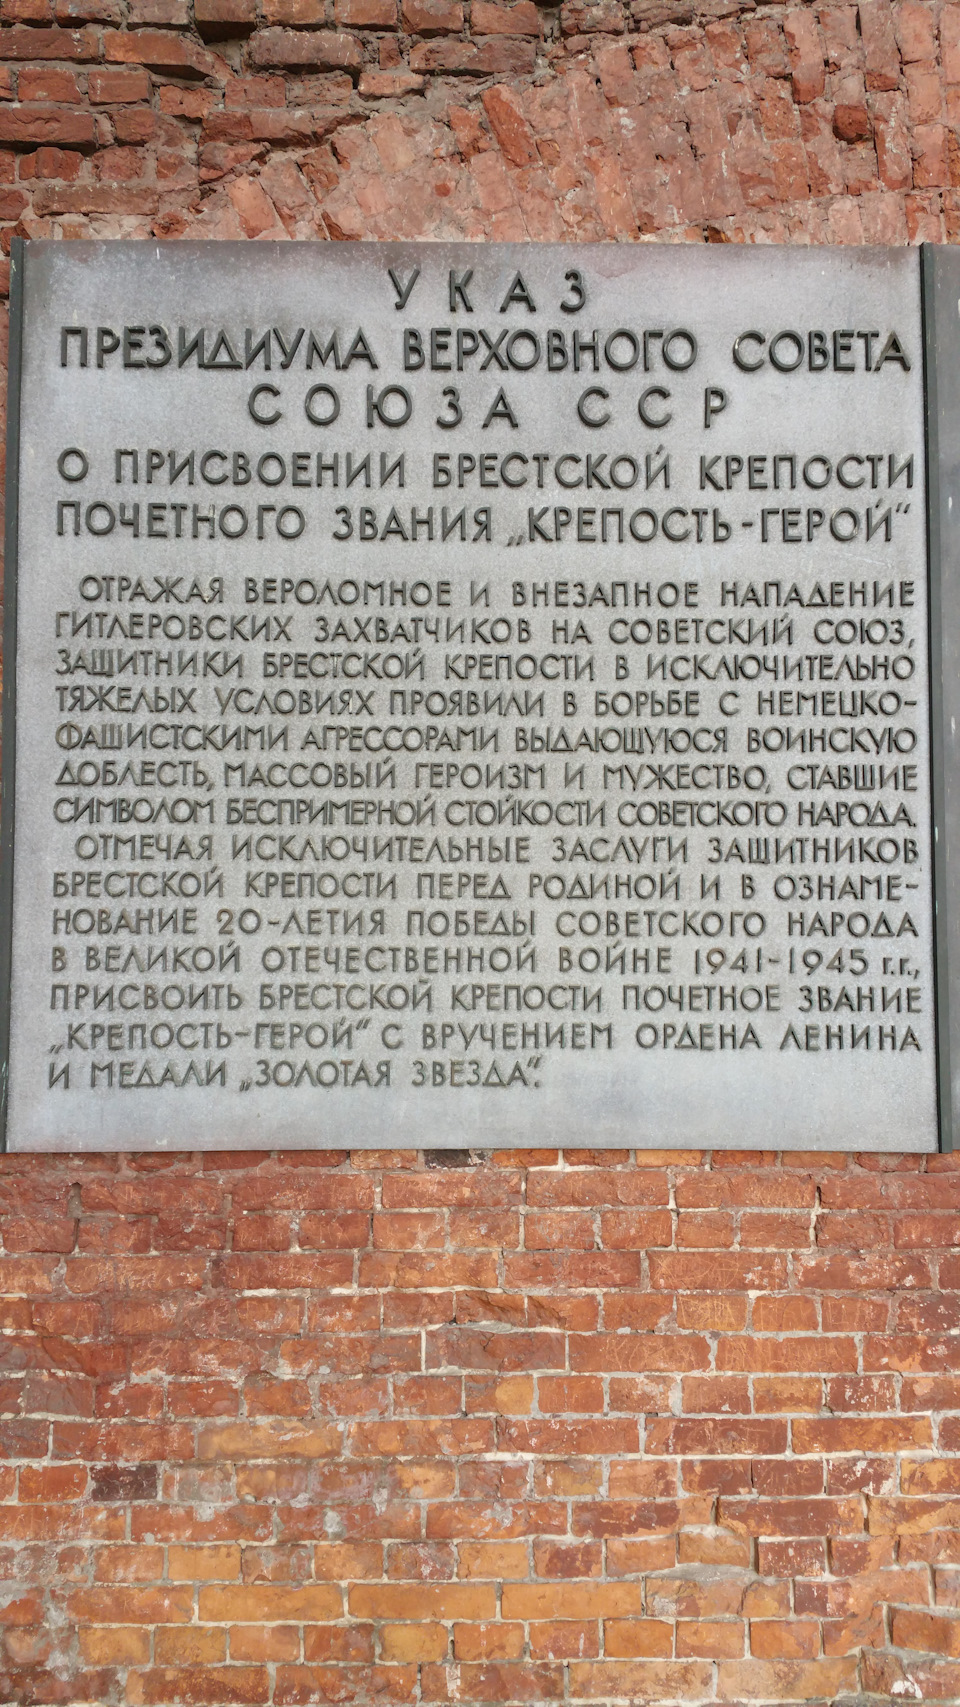 УКАЗ
ПРЕЗИДИУМА ВЕРХОВНОГО СОВЕТА
СОЮЗА ССР
О ПРИСВОЕНИИ БРЕСТСКОЙ КРЕПОСТИ
ПОЧЕТНОГО ЗВАНИЯ „КРЕПОСТЬ-ГЕРОЙ“
ОТРАЖАЯ ВЕРОЛОМНОЕ И ВНЕЗАПНОЕ НАПАДЕНИЕ
ГИТЛЕРОВСКИХ ЗАХВАТЧИКОВ НА СОВЕТСКИЙ СОЮЗ,
ЗАЩИТНИКИ БРЕСТСКОЙ КРЕПОСТИ В ИСКЛЮЧИТЕЛЬНО
ТЯЖЕЛЫХ УСЛОВИЯХ ПРОЯВИЛИ В БОРЬБЕ С НЕМЕЦКО-
ФАШИСТСКИМИ АГРЕССОРАМИ ВЫДАЮЩУЮСЯ ВОИНСКУЮ
ДОБЛЕСТЬ, МАССОВЫЙ ГЕРОИЗМ И МУЖЕСТВО, СТАВШИЕ
СИМВОЛОМ БЕСПРИМЕРНОЙ СТОЙКОСТИ СОВЕТСКОГО НАРОДА.
ОТМЕЧАЯ ИСКЛЮЧИТЕЛЬНЫЕ ЗАСЛУГИ ЗАЩИТНИКОВ
БРЕСТСКОЙ КРЕПОСТИ ПЕРЕД РОДИНОЙ И В ОЗНАМЕ-
НОВАНИЕ 20-ЛЕТИЯ ПОБЕДЫ СОВЕТСКОГО НАРОДА
В ВЕЛИКОЙ ОТЕЧЕСТВЕННОЙ ВОЙНЕ 1941-1945 г.г.,
ПРИСВОИТЬ БРЕСТСКОЙ КРЕПОСТИ ПОЧЕТНОЕ ЗВАНИЕ
„КРЕПОСТЬ-ГЕРОЙ“ С ВРУЧЕНИЕМ ОРДЕНА ЛЕНИНА
И МЕДАЛИ „ЗОЛОТАЯ ЗВЕЗДА“.